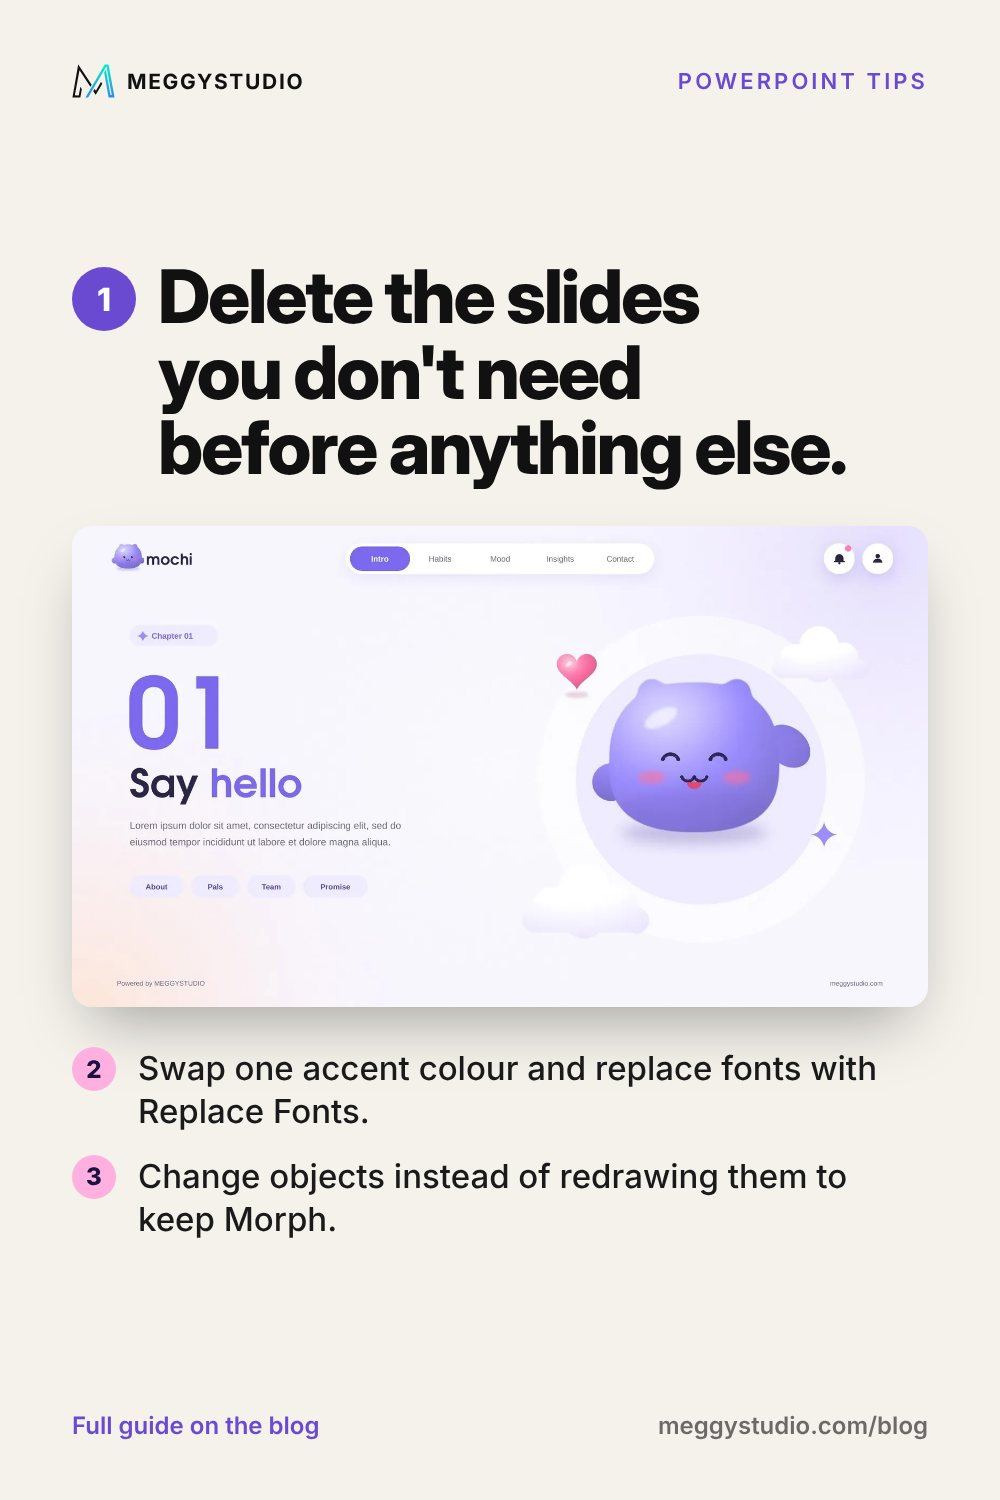 MEGGYSTUDIO
POWERPOINT TIPS
1
Delete the slides
you don't need
before anything else.
mochi
Intro
Habits
Mood
Insights
Contact
Chapter 01
01
Say hello
Lorem ipsum dolor sit amet, consectetur adipiscing elit, sed do
eiusmod tempor incididunt ut labore et dolore magna aliqua.
About
Pals
Team
Promise
Powered by MEGGYSTUDIO
meggystudio.com
2
Swap one accent colour and replace fonts with
Replace Fonts.
3
Change objects instead of redrawing them to
keep Morph.
Full guide on the blog
meggystudio.com/blog